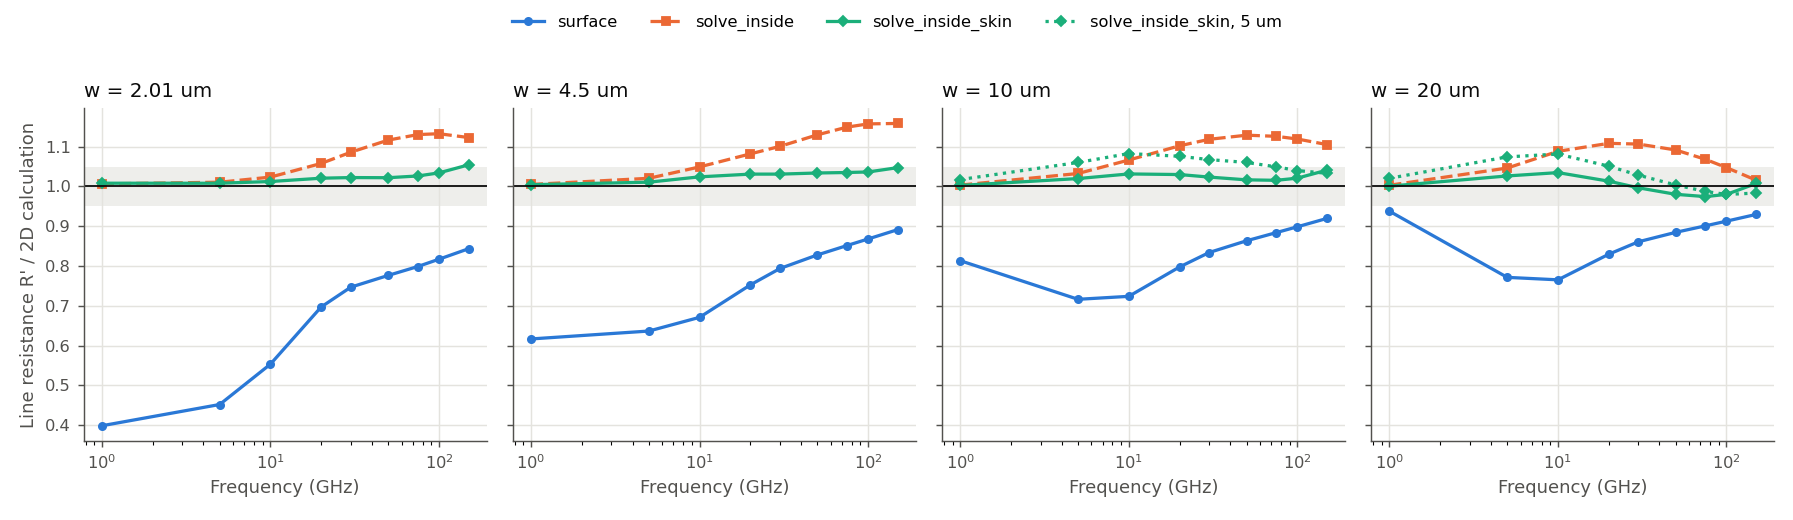 surface solve_inside solve_inside_skin solve_inside_skin, 5 um
w = 2.01 um w = 4.5 um w = 10 um w = 20 um
Line resistance R' / 2D calculation
1.1
1.0
0.9
0.8
0.7
0.6
0.5
0.4
10⁰ 10¹ 10² 10⁰ 10¹ 10² 10⁰ 10¹ 10² 10⁰ 10¹ 10²
Frequency (GHz) Frequency (GHz) Frequency (GHz) Frequency (GHz)